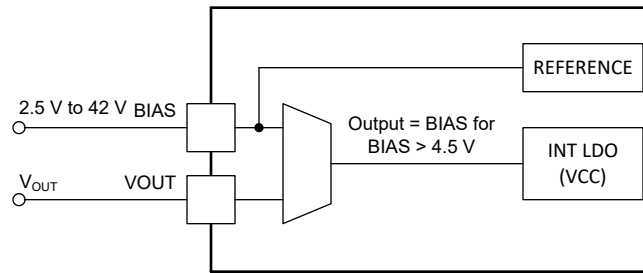 REFERENCE
2.5 V to 42 V BIAS
Output = BIAS for
BIAS > 4.5 V
INT LDO
(VCC)
VOUT VOUT